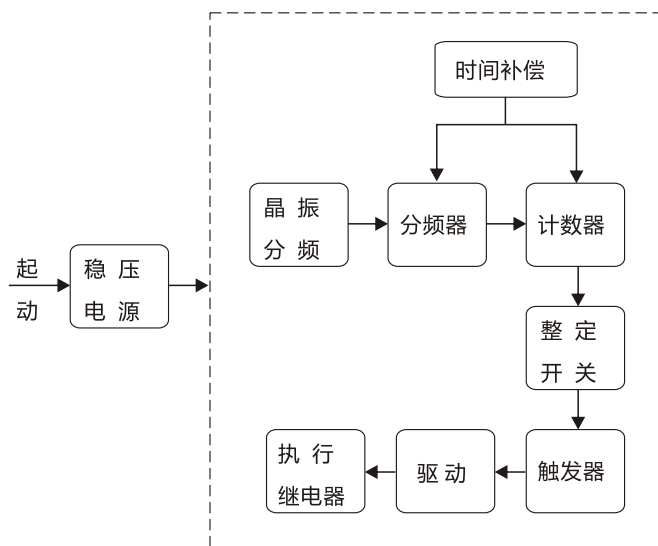 时间补偿
晶 振
分 频
分频器
计数器
起
动
稳 压
电 源
整 定
开 关
执 行
继电器
驱 动
触发器